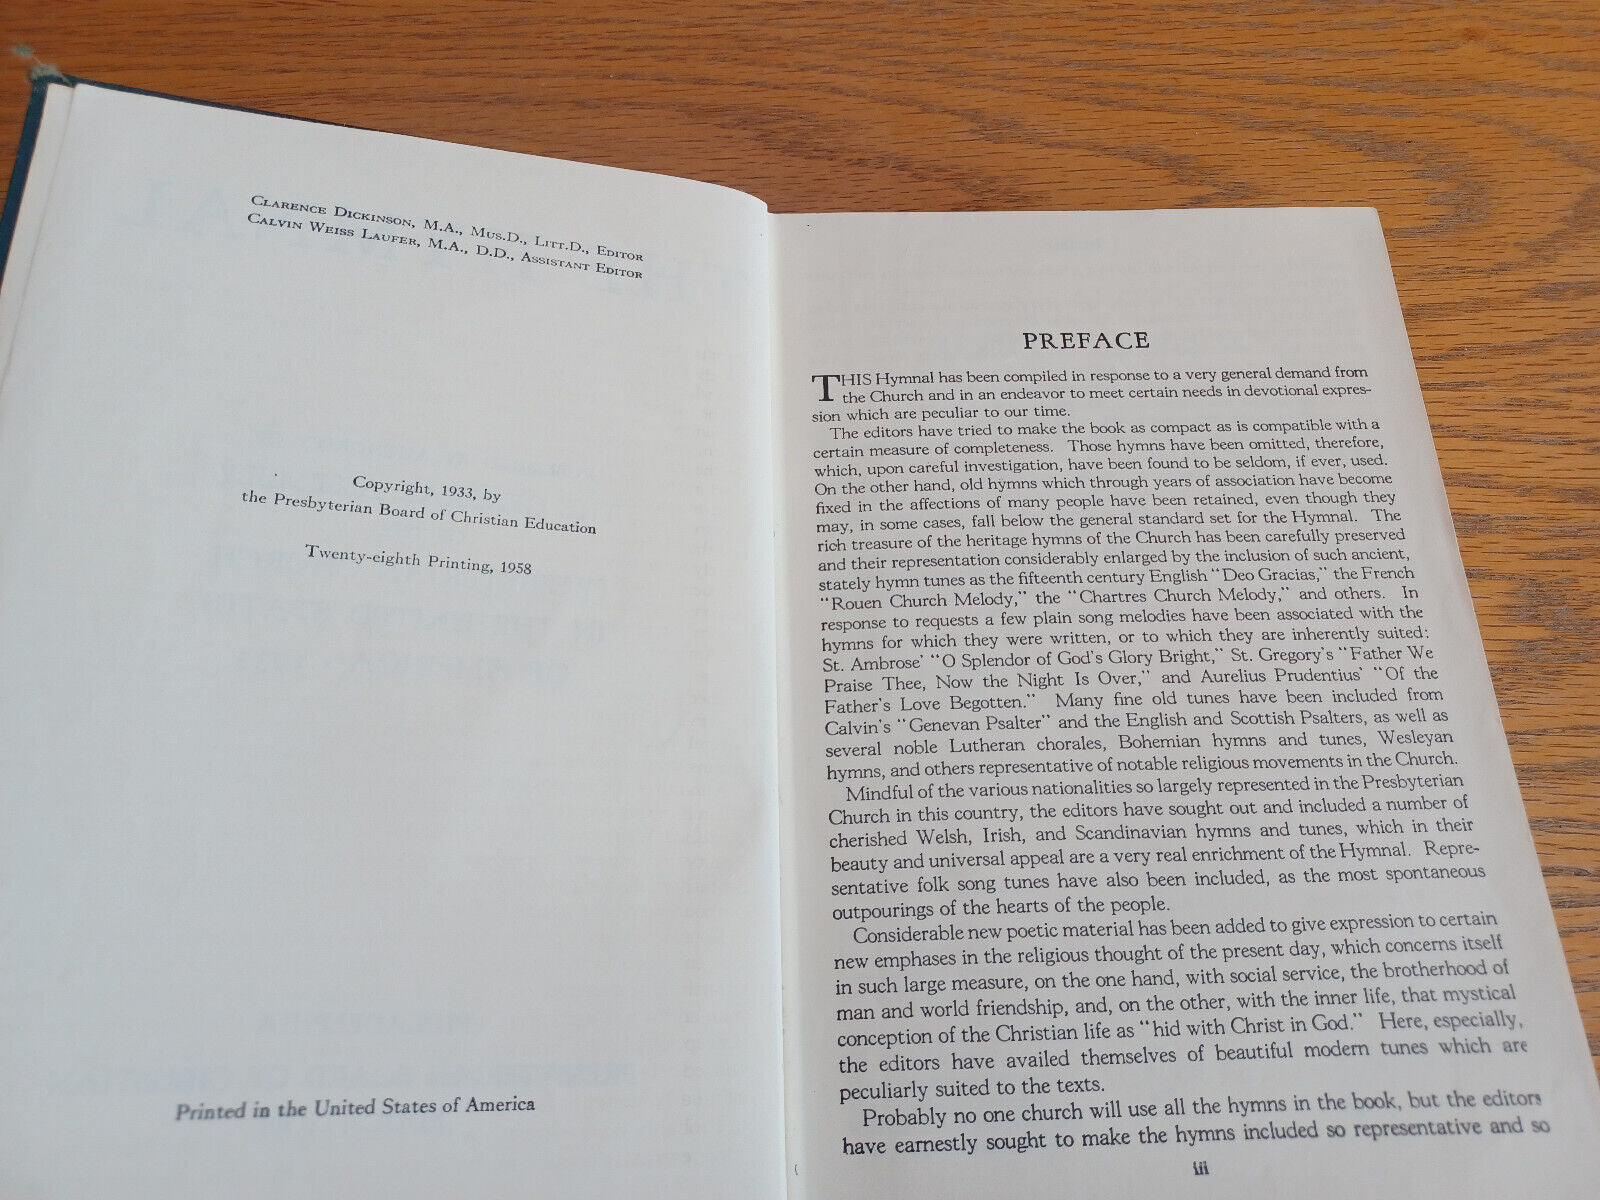 CLARENCE DICKINSON, M.A., MUS.D., LITT.D., EDITOR
CALVIN WEISS LAUFER, M.A., D.D., ASSISTANT EDITOR
Copyright, 1933, by
the Presbyterian Board of Christian Education
Twenty-eighth Printing, 1958
Printed in the United States of America
PREFACE
THIS Hymnal has been compiled in response to a very general demand from
the Church and in an endeavor to meet certain needs in devotional expres-
sion which are peculiar to our time.
The editors have tried to make the book as compact as is compatible with a
certain measure of completeness. Those hymns have been omitted, therefore,
which, upon careful investigation, have been found to be seldom, if ever, used.
On the other hand, old hymns which through years of association have become
fixed in the affections of many people have been retained, even though they
may, in some cases, fall below the general standard set for the Hymnal. The
rich treasure of the heritage hymns of the Church has been carefully preserved
and their representation considerably enlarged by the inclusion of such ancient,
stately hymn tunes as the fifteenth century English "Deo Gracias," the French
"Rouen Church Melody," the "Chartres Church Melody," and others. In
response to requests a few plain song melodies have been associated with the
hymns for which they were written, or to which they are inherently suited:
St. Ambrose' "O Splendor of God's Glory Bright," St. Gregory's "Father We
Praise Thee, Now the Night Is Over," and Aurelius Prudentius' "Of the
Father's Love Begotten." Many fine old tunes have been included from
Calvin's "Genevan Psalter" and the English and Scottish Psalters, as well as
several noble Lutheran chorales, Bohemian hymns and tunes, Wesleyan
hymns, and others representative of notable religious movements in the Church.
Mindful of the various nationalities so largely represented in the Presbyterian
Church in this country, the editors have sought out and included a number of
cherished Welsh, Irish, and Scandinavian hymns and tunes, which in their
beauty and universal appeal are a very real enrichment of the Hymnal. Repre-
sentative folk song tunes have also been included, as the most spontaneous
outpourings of the hearts of the people.
Considerable new poetic material has been added to give expression to certain
new emphases in the religious thought of the present day, which concerns itself
in such large measure, on the one hand, with social service, the brotherhood of
man and world friendship, and, on the other, with the inner life, that mystical
conception of the Christian life as "hid with Christ in God." Here, especially,
the editors have availed themselves of beautiful modern tunes which are
peculiarly suited to the texts.
Probably no one church will use all the hymns in the book, but the editors
have earnestly sought to make the hymns included so representative and so
iii